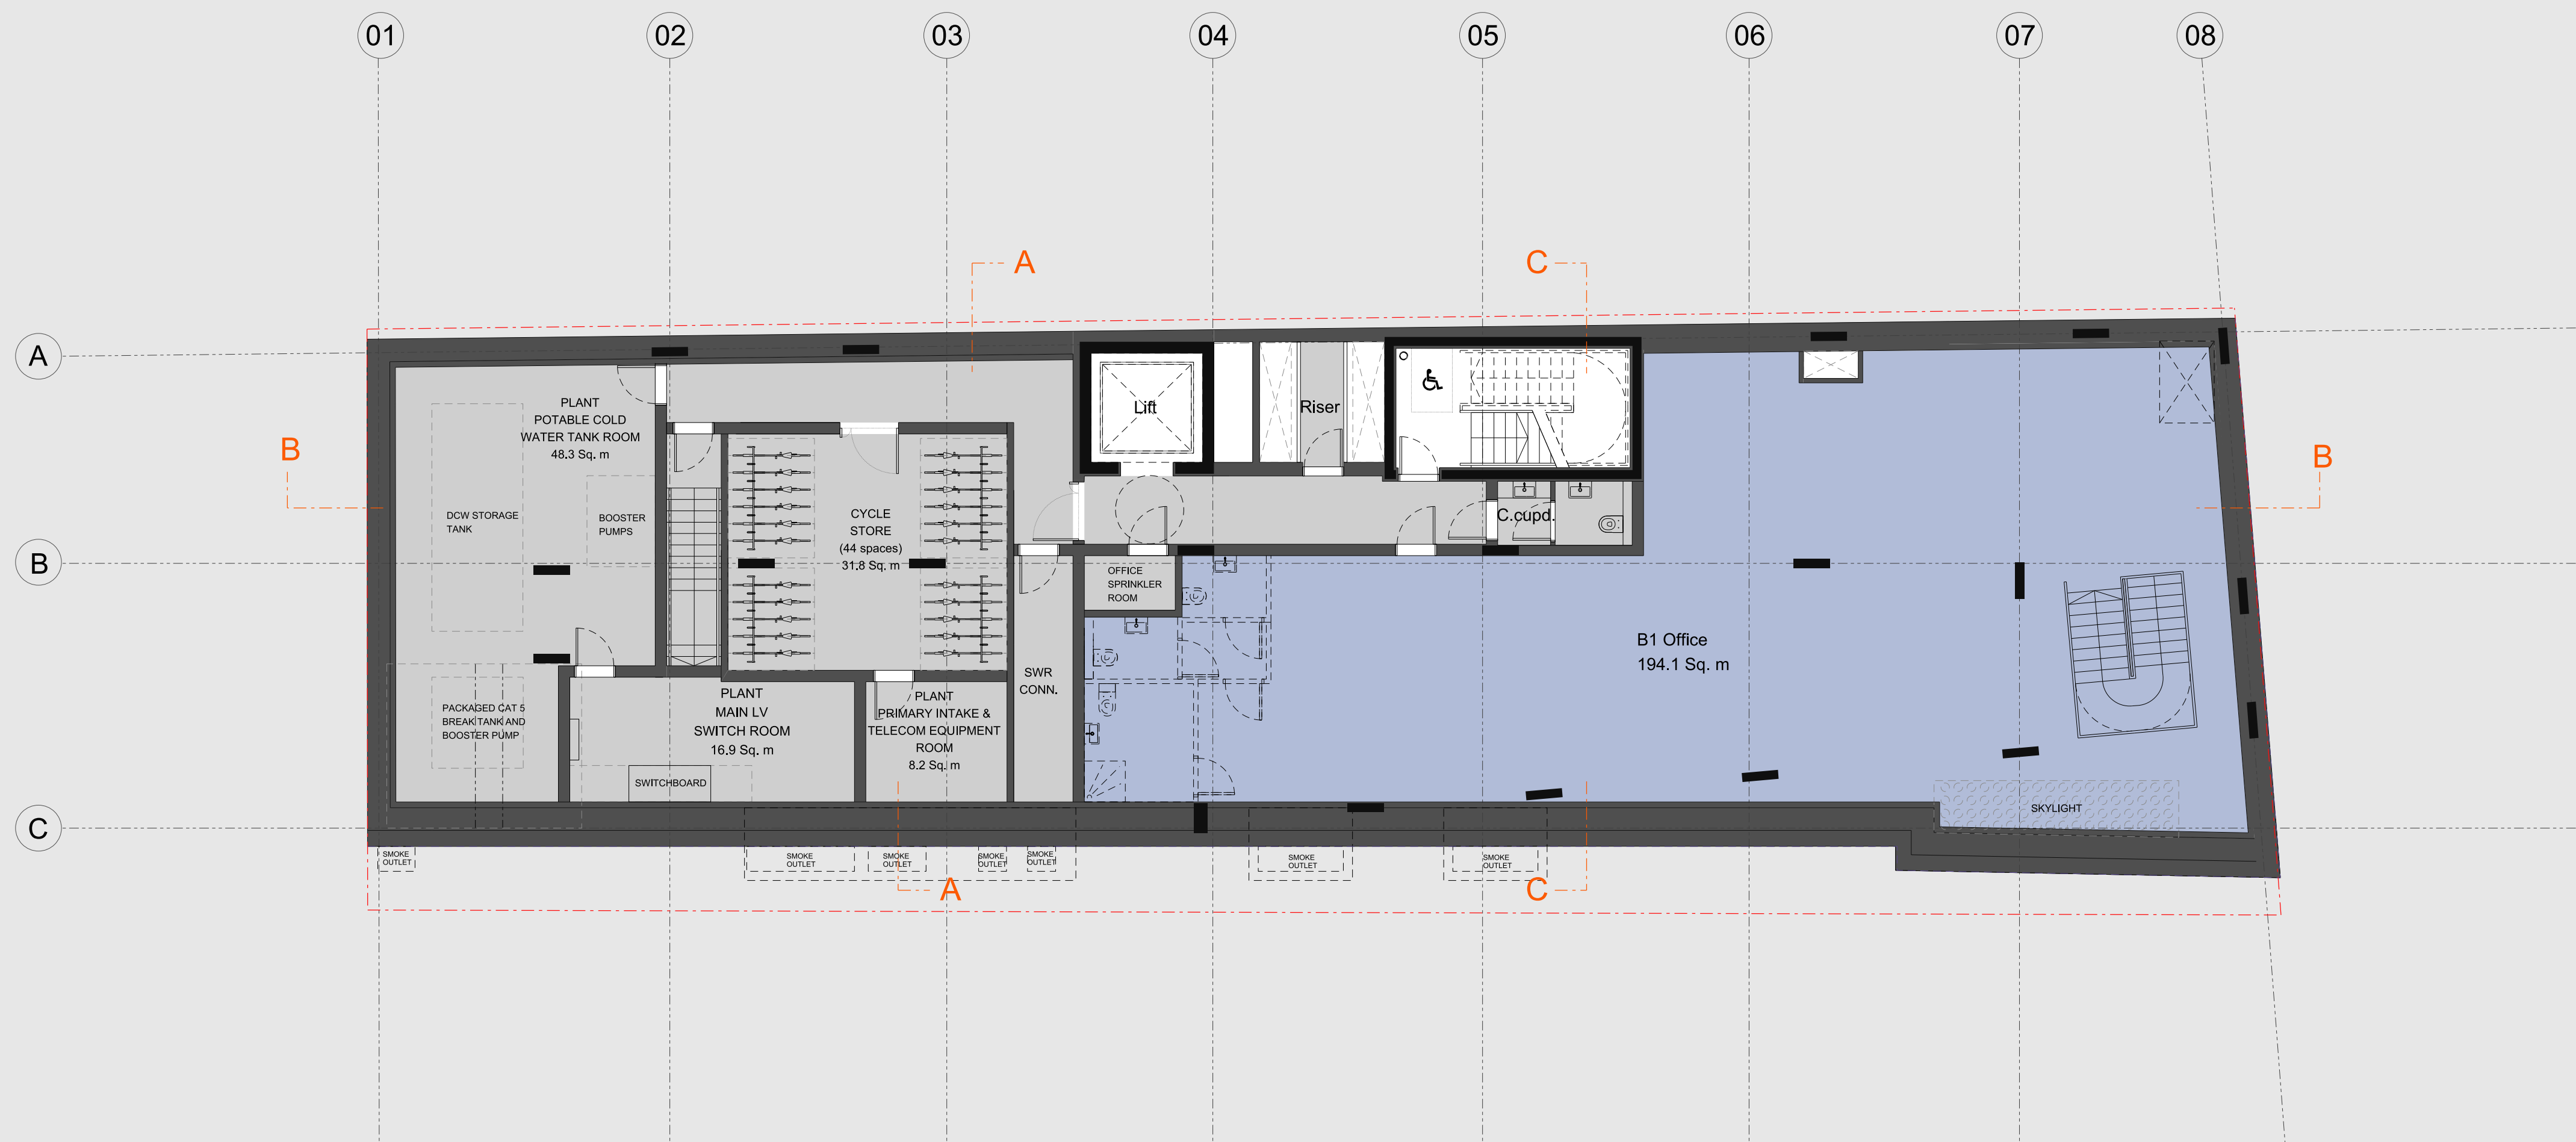 01
02
03
04
05
06
07
08
A
C
A
B
C
B
B
A
B
C
PLANT
POTABLE COLD
WATER TANK ROOM
48.3 Sq. m
DCW STORAGE
TANK
BOOSTER
PUMPS
PACKAGED CAT 5
BREAK TANK AND
BOOSTER PUMP
CYCLE
STORE
(44 spaces)
31.8 Sq. m
PLANT
MAIN LV
SWITCH ROOM
16.9 Sq. m
SWITCHBOARD
PLANT
PRIMARY INTAKE &
TELECOM EQUIPMENT
ROOM
8.2 Sq. m
SWR
CONN.
Lift
Riser
C.cupd.
OFFICE
SPRINKLER
ROOM
B1 Office
194.1 Sq. m
SKYLIGHT
SMOKE
OUTLET
SMOKE
OUTLET
SMOKE
OUTLET
SMOKE
OUTLET
SMOKE
OUTLET
SMOKE
OUTLET
SMOKE
OUTLET
A
C